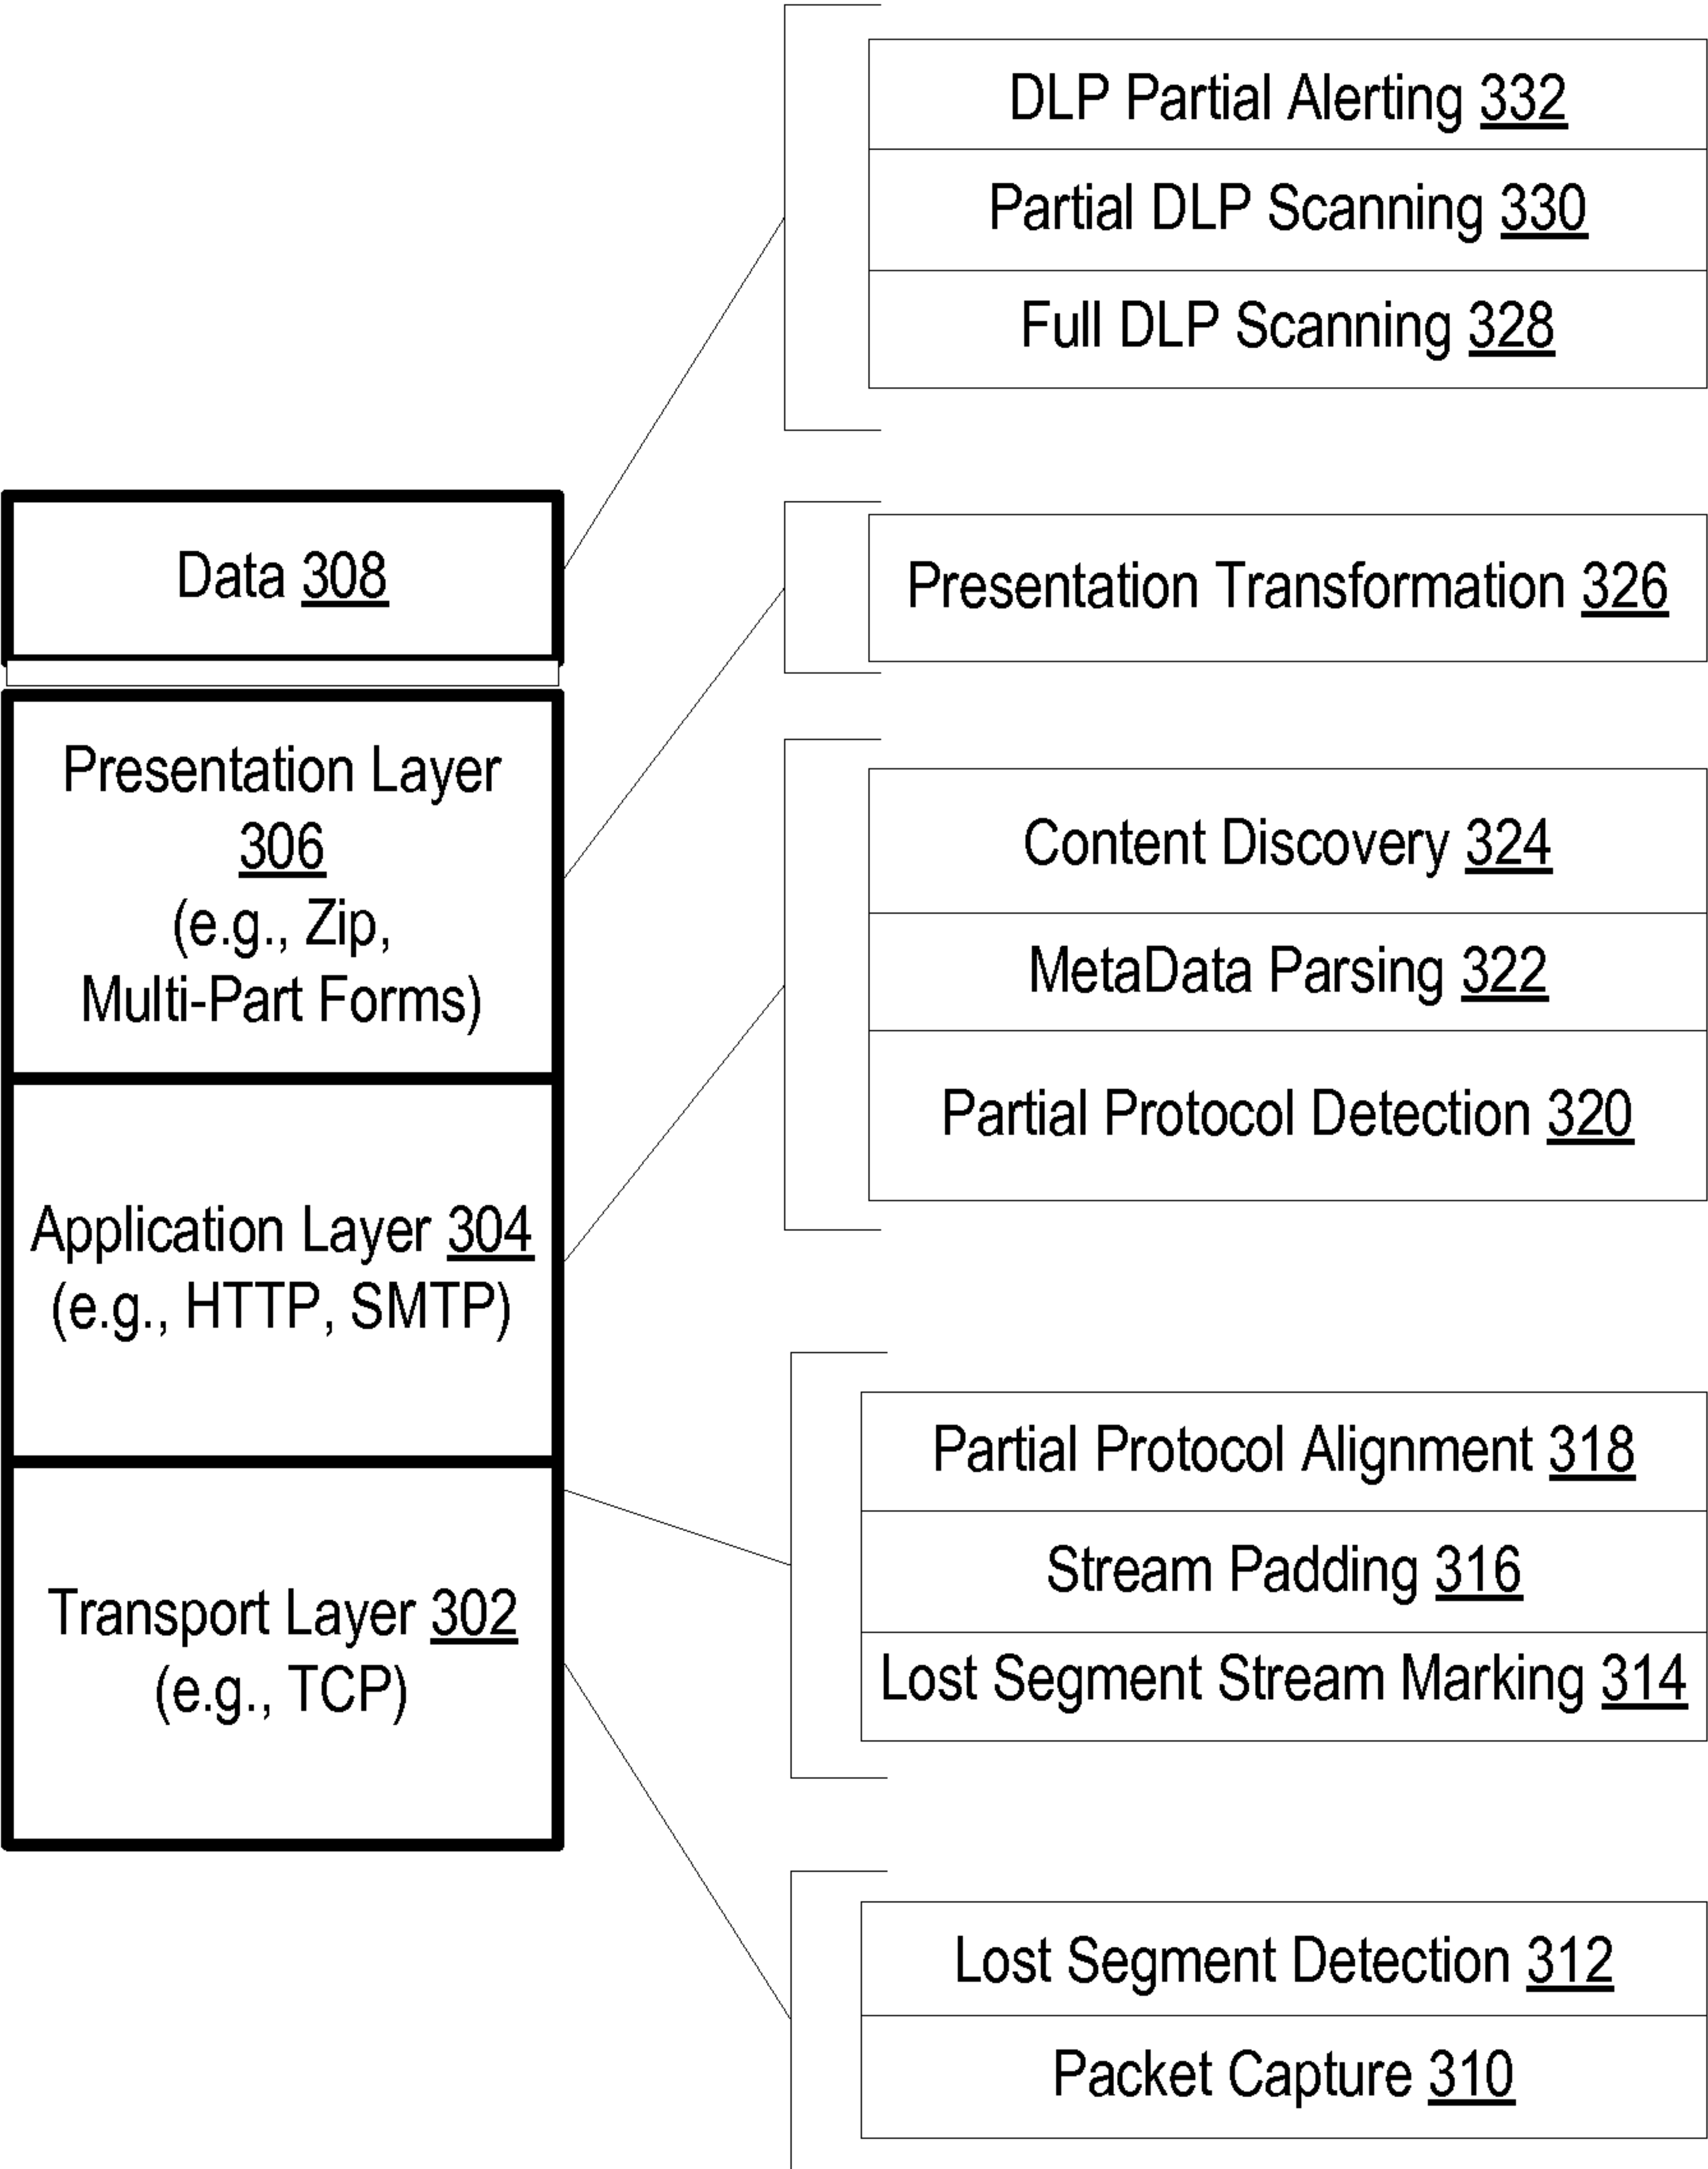 DLP Partial Alerting 332
Partial DLP Scanning 330
Full DLP Scanning 328
Data 308
Presentation Transformation 326
Presentation Layer
306
(e.g., Zip,
Multi-Part Forms)
Content Discovery 324
MetaData Parsing 322
Partial Protocol Detection 320
Application Layer 304
(e.g., HTTP, SMTP)
Partial Protocol Alignment 318
Stream Padding 316
Lost Segment Stream Marking 314
Transport Layer 302
(e.g., TCP)
Lost Segment Detection 312
Packet Capture 310